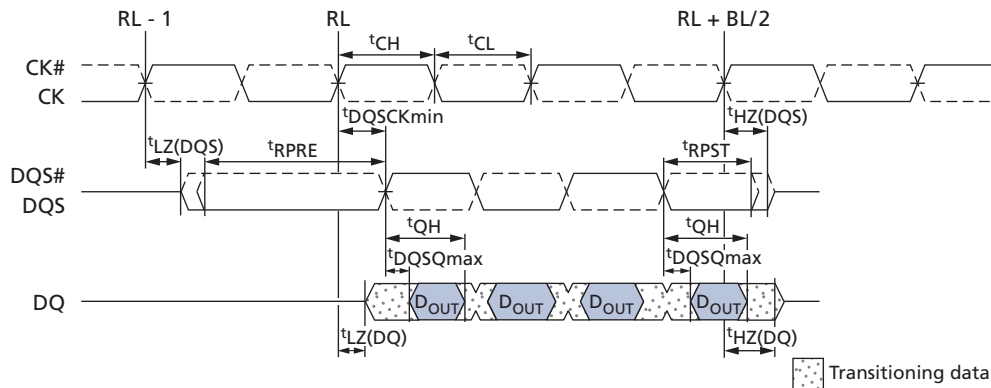 RL - 1 RL RL + BL/2
tCH tCL
CK#
CK
tDQSCKmin tHZ(DQS)
tLZ(DQS) tRPRE tRPST
DQS#
DQS
tQH tQH
tDQSQmax tDQSQmax
DQ DOUT DOUT DOUT DOUT
tLZ(DQ) tHZ(DQ)
Transitioning data